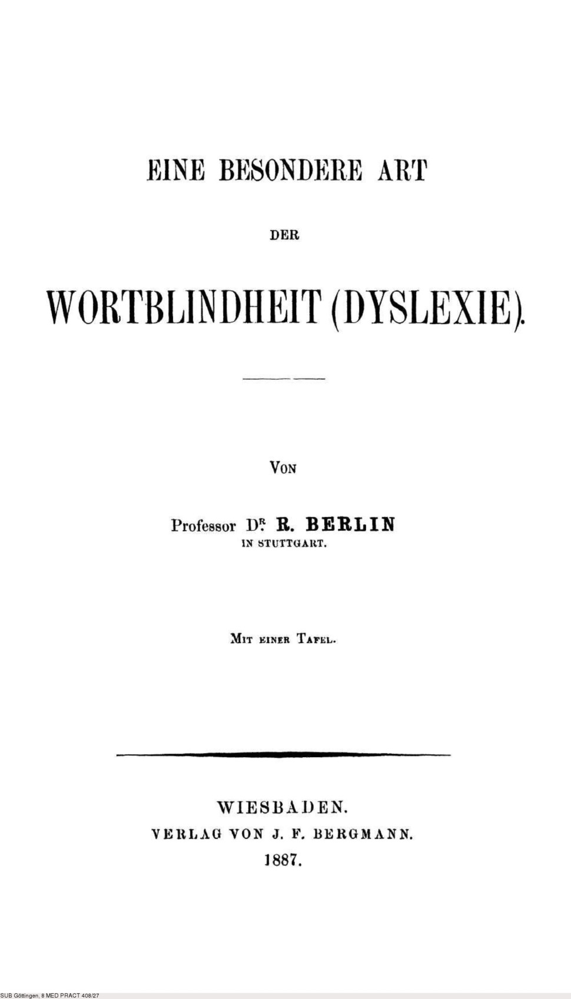 EINE BESONDERE ART
DER
WORTBLINDHEIT (DYSLEXIE).
VON
Professor DR. R. BERLIN
IN STUTTGART.
MIT EINER TAFEL.
WIESBADEN.
VERLAG VON J. F. BERGMANN.
1887.
SUB Göttingen, 8 MED PRACT 408/27